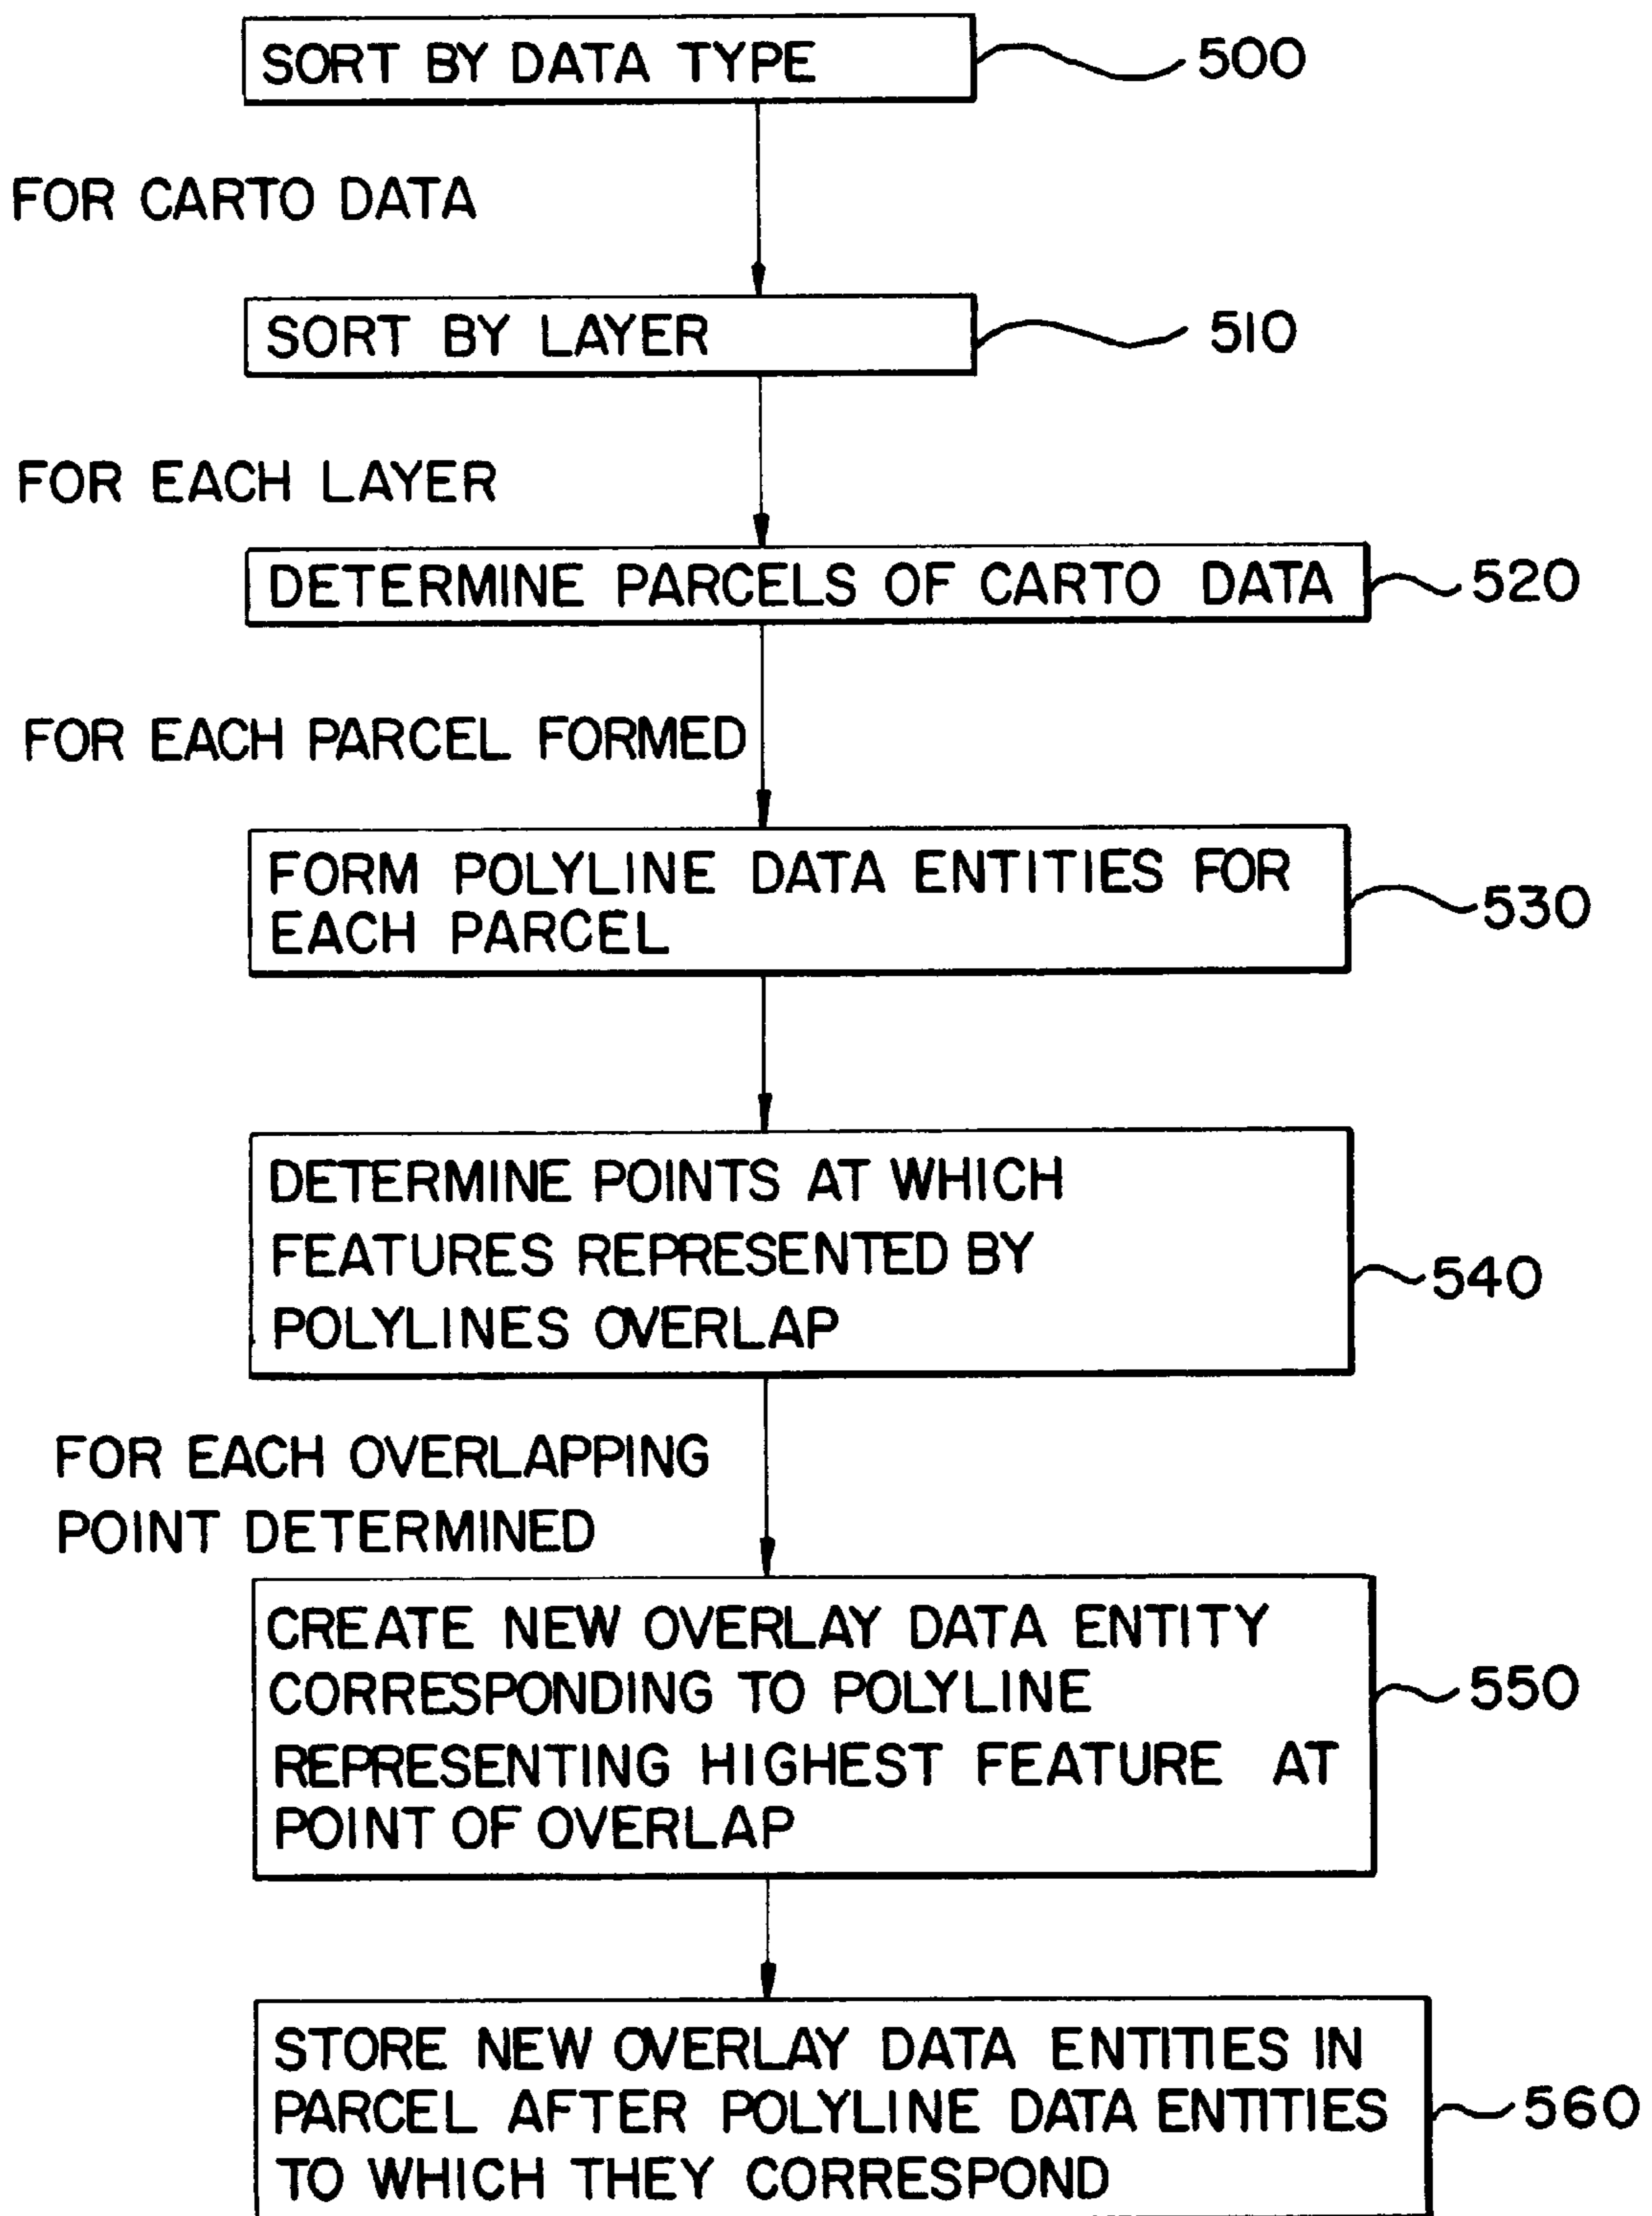 SORT BY DATA TYPE 500
FOR CARTO DATA
SORT BY LAYER 510
FOR EACH LAYER
DETERMINE PARCELS OF CARTO DATA 520
FOR EACH PARCEL FORMED
FORM POLYLINE DATA ENTITIES FOR
EACH PARCEL
530
DETERMINE POINTS AT WHICH
FEATURES REPRESENTED BY
POLYLINES OVERLAP
540
FOR EACH OVERLAPPING
POINT DETERMINED
CREATE NEW OVERLAY DATA ENTITY
CORRESPONDING TO POLYLINE
REPRESENTING HIGHEST FEATURE AT
POINT OF OVERLAP
550
STORE NEW OVERLAY DATA ENTITIES IN
PARCEL AFTER POLYLINE DATA ENTITIES
TO WHICH THEY CORRESPOND
560